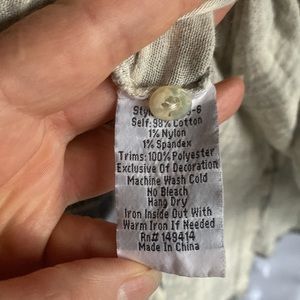 Self: 98% Cotton
1% Nylon
1% Spandex
Trims: 100% Polyester
Exclusive Of Decoration
Machine Wash Cold
No Bleach
Hang Dry
Iron Inside Out With
Warm Iron If Needed
Rn# 149414
Made In China